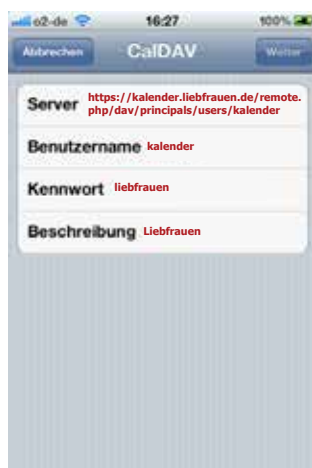 o2-de 16:27 100%
Abbrechen CalDAV Weiter
Server https://kalender.liebfrauen.de/remote.
php/dav/principals/users/kalender
Benutzername kalender
Kennwort liebfrauen
Beschreibung Liebfrauen